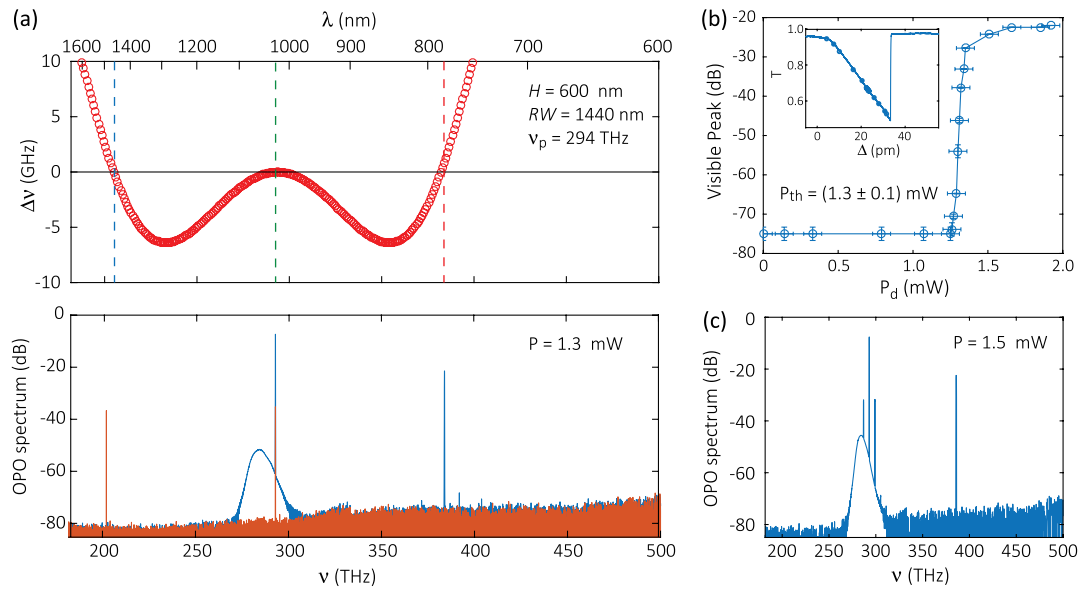 (a)
λ (nm)
1600 1400 1200 1000 900 800 700 600
10
5
0
-5
-10
Δν (GHz)
H = 600 nm
RW = 1440 nm
νp = 294 THz
0
-20
-40
-60
-80
OPO spectrum (dB)
P = 1.3 mW
200 250 300 350 400 450 500
ν (THz)
(b)
-20
-30
-40
-50
-60
-70
-80
Visible Peak (dB)
1.0
0.8
0.6
T
0 20 40
Δ (pm)
Pth = (1.3 ± 0.1) mW
0 0.5 1.0 1.5 2.0
Pd (mW)
(c)
0
-20
-40
-60
-80
OPO spectrum (dB)
P = 1.5 mW
200 250 300 350 400 450 500
ν (THz)